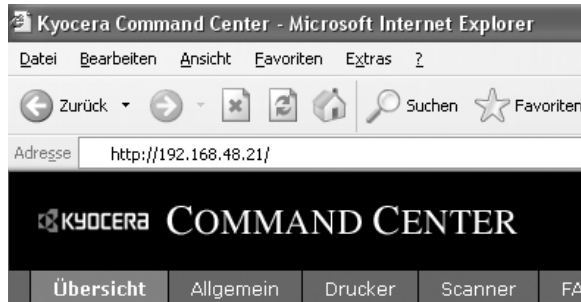 Kyocera Command Center - Microsoft Internet Explorer
Datei Bearbeiten Ansicht Favoriten Extras ?
Zurück Suchen Favoriten
Adresse http://192.168.48.21/
KYOCERA COMMAND CENTER
Übersicht Allgemein Drucker Scanner FA